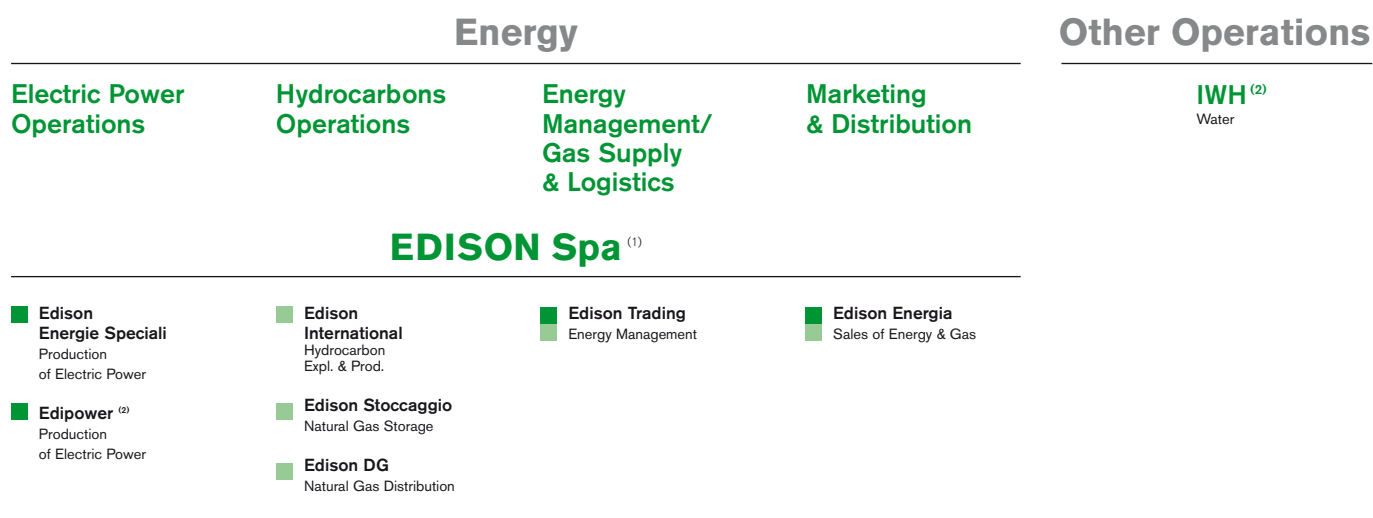 Energy
Other Operations
Electric Power
Operations
Hydrocarbons
Operations
Energy
Management/
Gas Supply
& Logistics
Marketing
& Distribution
IWH (2)
Water
EDISON Spa (1)
Edison
Energie Speciali
Production
of Electric Power
Edipower (2)
Production
of Electric Power
Edison
International
Hydrocarbon
Expl. & Prod.
Edison Stoccaggio
Natural Gas Storage
Edison DG
Natural Gas Distribution
Edison Trading
Energy Management
Edison Energia
Sales of Energy & Gas